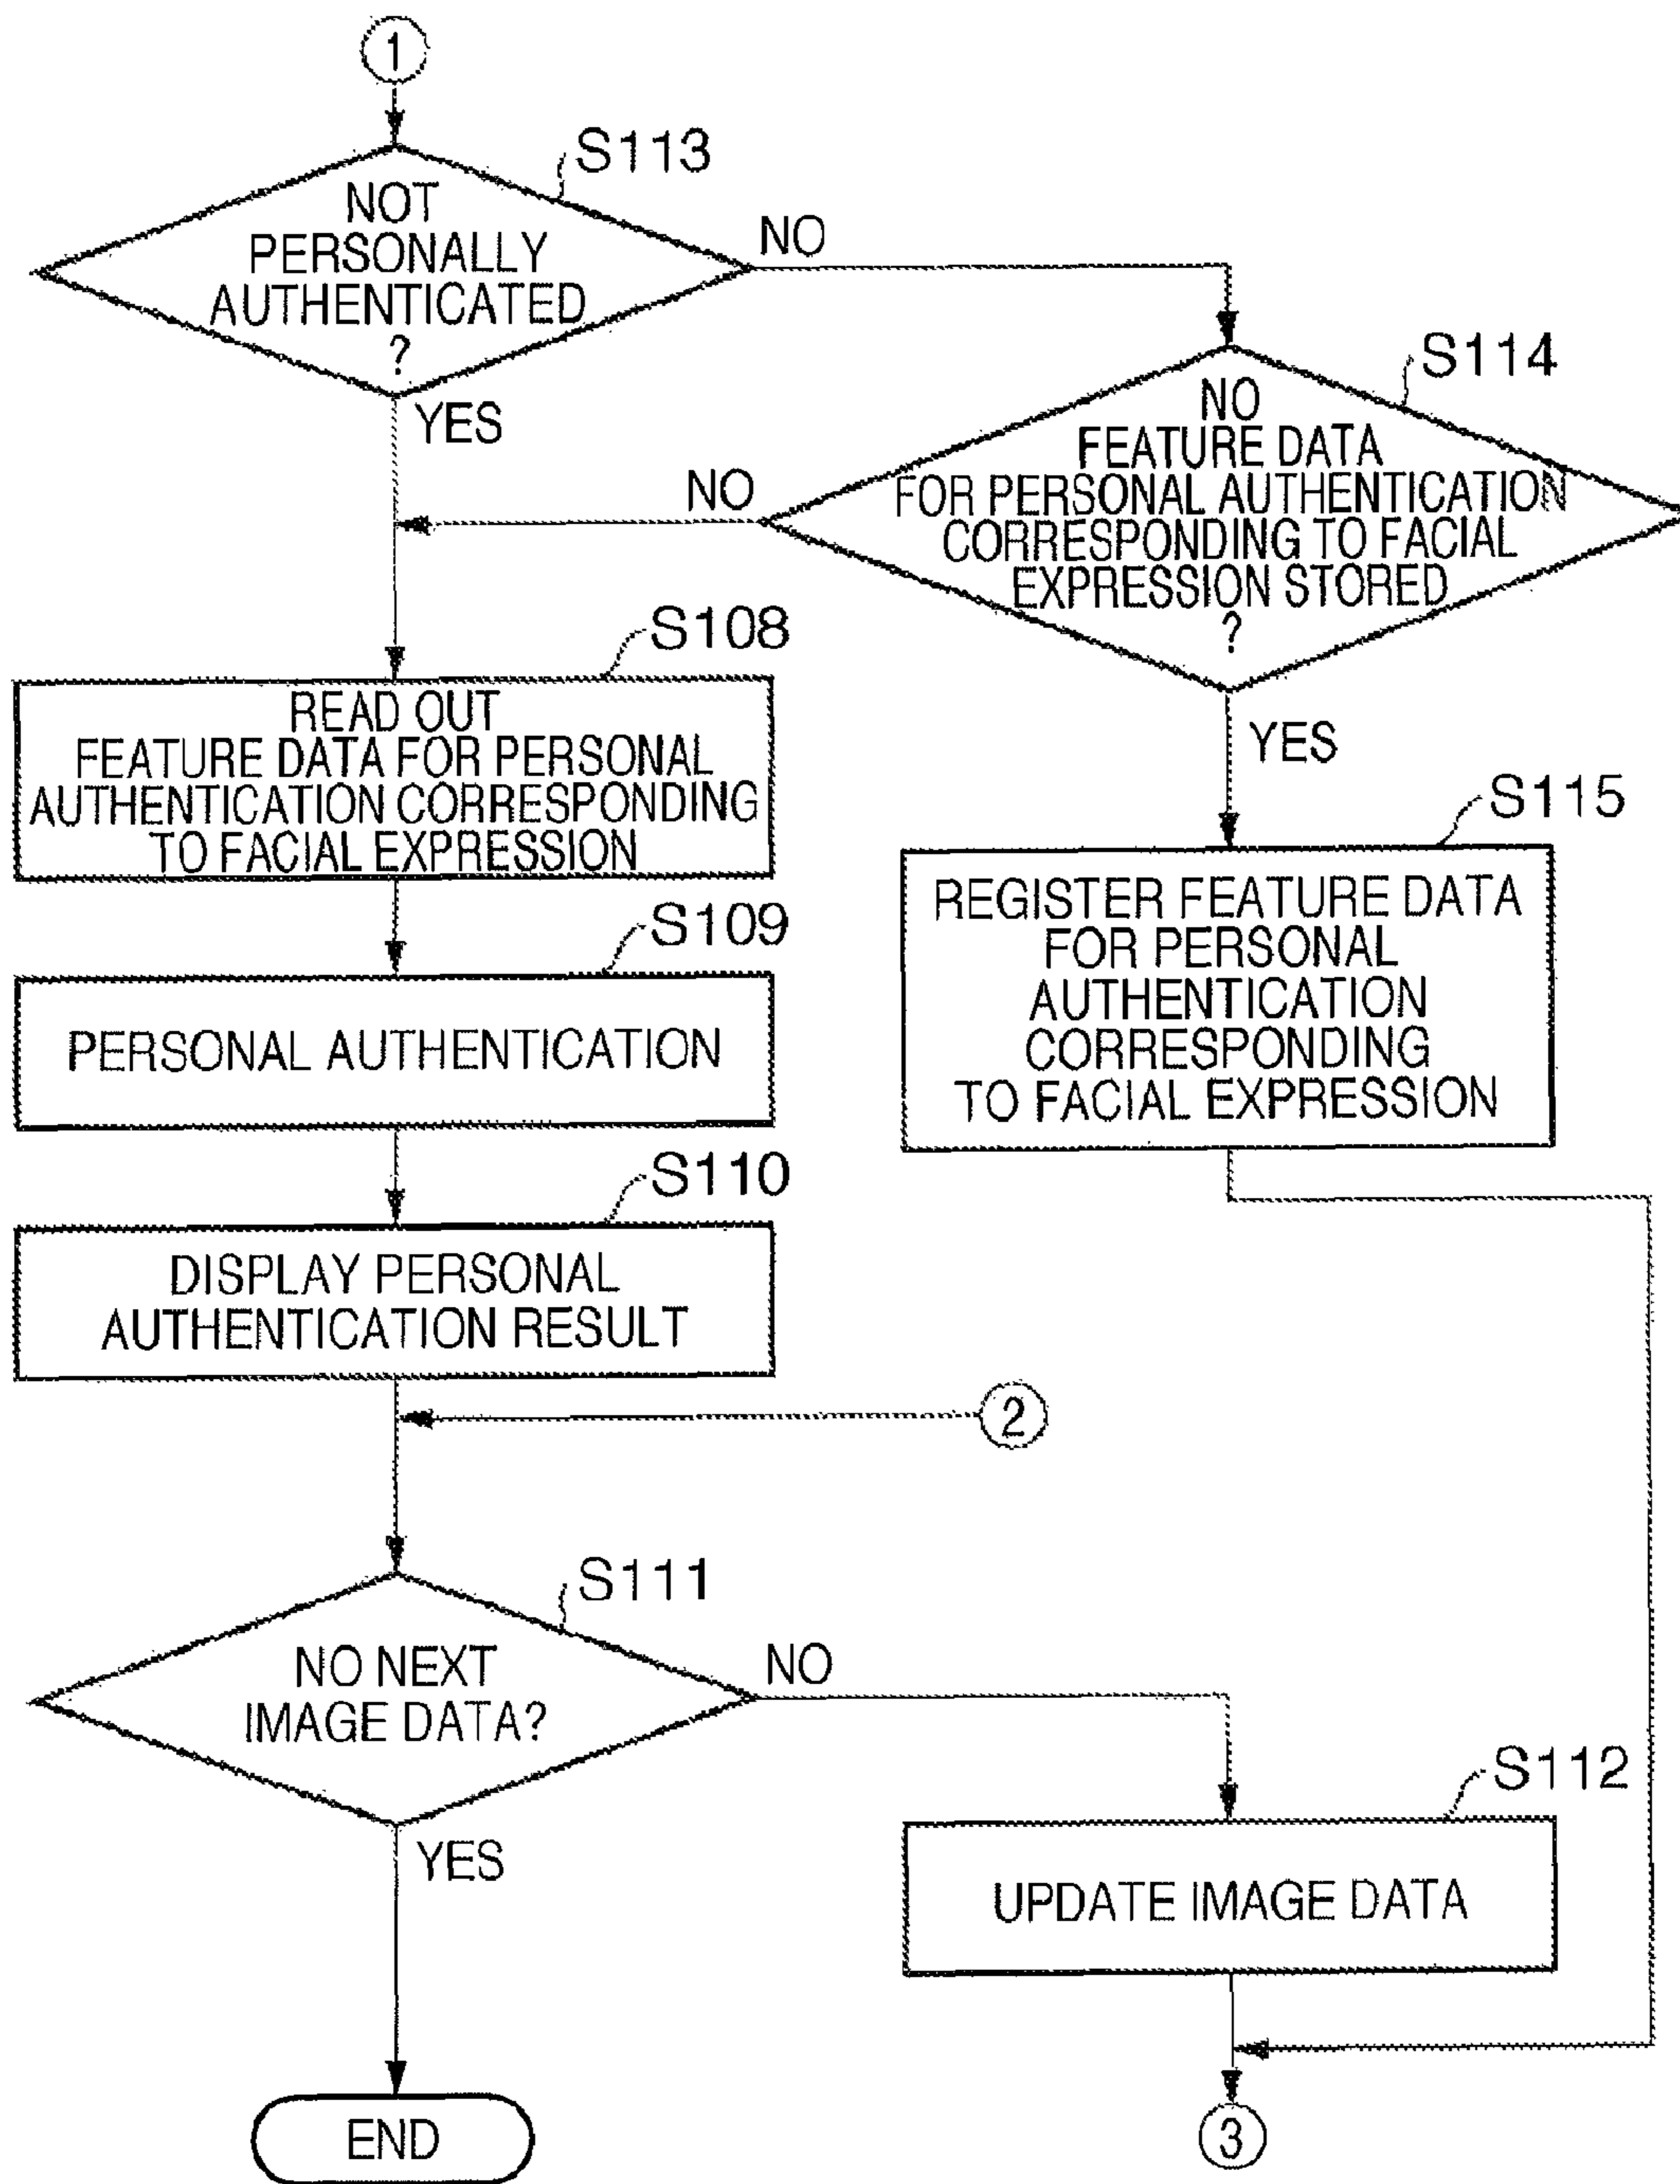 1
S113
NOT
PERSONALLY
AUTHENTICATED
?
NO
YES
S114
NO
FEATURE DATA
FOR PERSONAL AUTHENTICATION
CORRESPONDING TO FACIAL
EXPRESSION STORED
?
NO
YES
S108
READ OUT
FEATURE DATA FOR PERSONAL
AUTHENTICATION CORRESPONDING
TO FACIAL EXPRESSION
S115
REGISTER FEATURE DATA
FOR PERSONAL
AUTHENTICATION
CORRESPONDING
TO FACIAL EXPRESSION
S109
PERSONAL AUTHENTICATION
S110
DISPLAY PERSONAL
AUTHENTICATION RESULT
2
S111
NO NEXT
IMAGE DATA?
NO
YES
S112
UPDATE IMAGE DATA
END
3